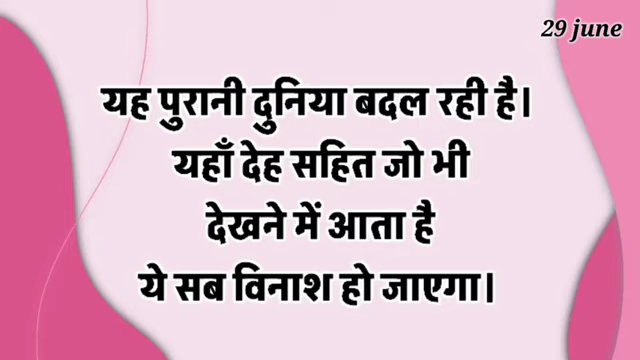 29 june
यह पुरानी दुनिया बदल रही है।
यहाँ देह सहित जो भी
देखने में आता है
ये सब विनाश हो जाएगा।